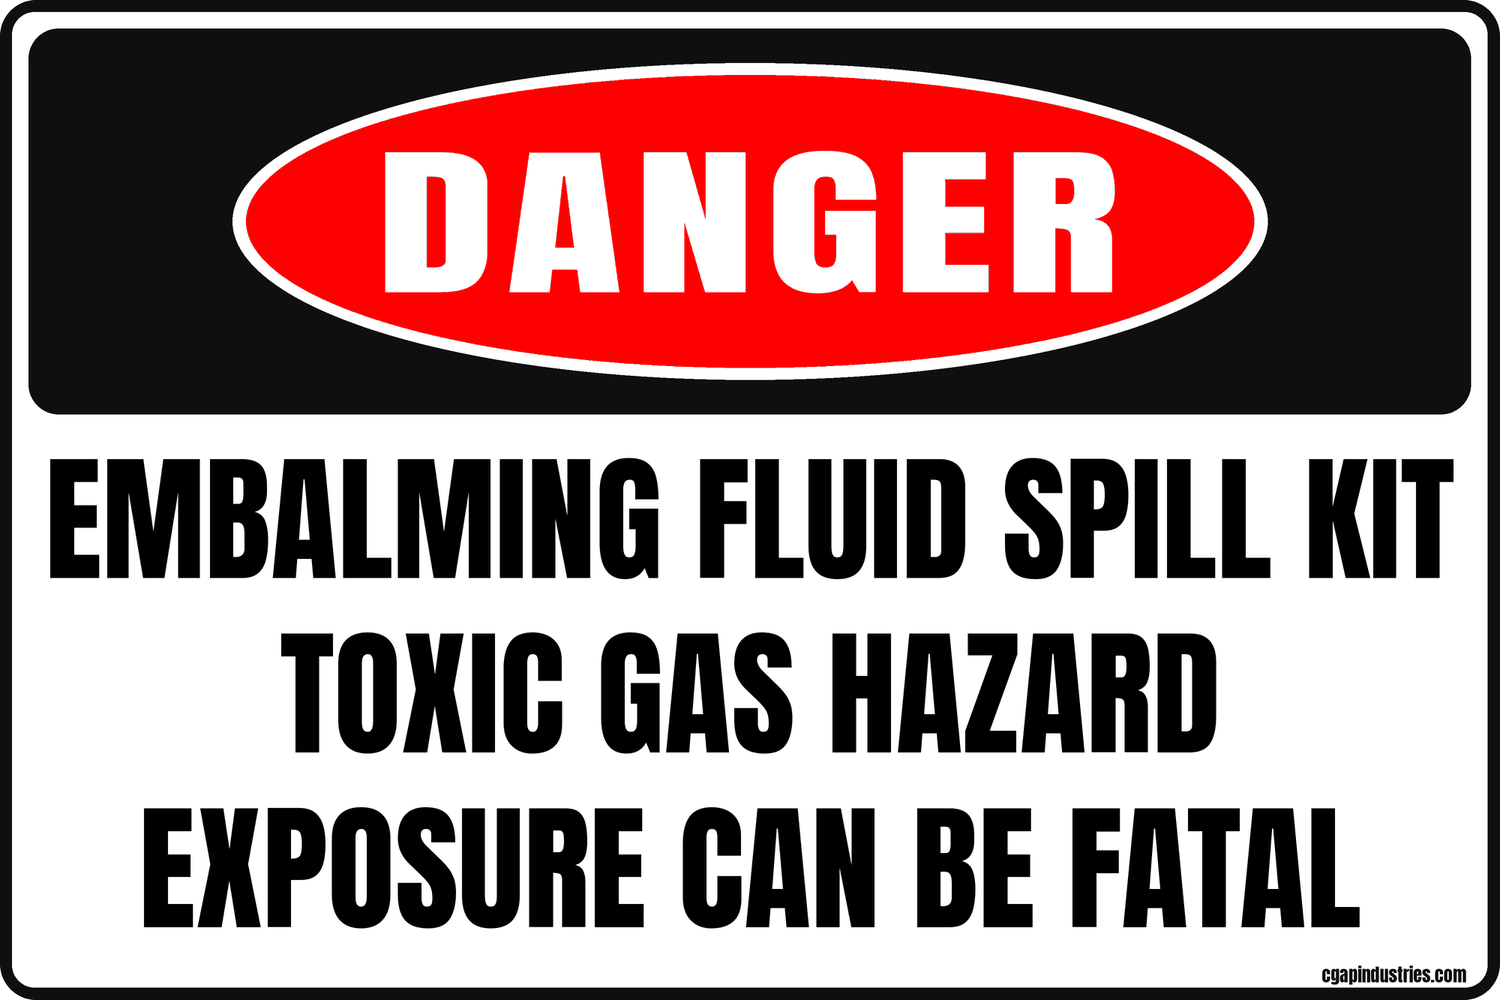 DANGER
EMBALMING FLUID SPILL KIT
TOXIC GAS HAZARD
EXPOSURE CAN BE FATAL
cgapindustries.com